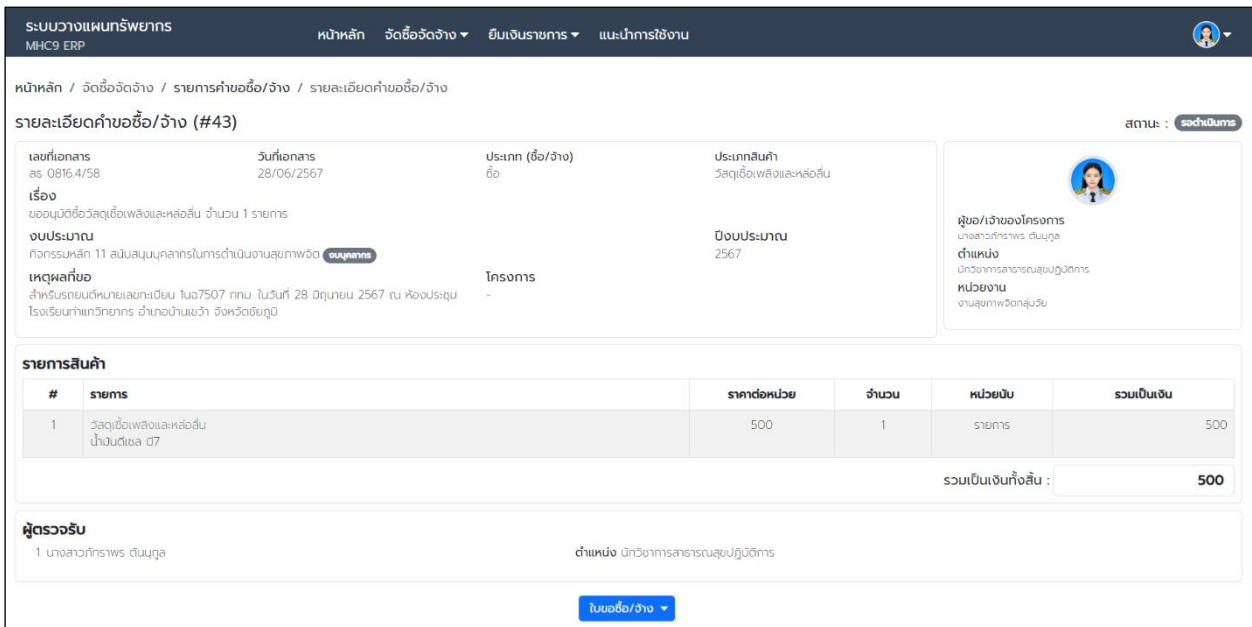 ระบบวางแผนทรัพยากร
MHC9 ERP
หน้าหลัก จัดซื้อจัดจ้าง ยืมเงินราชการ แนะนำการใช้งาน
หน้าหลัก / จัดซื้อจัดจ้าง / รายการคำขอซื้อ/จ้าง / รายละเอียดคำขอซื้อ/จ้าง
รายละเอียดคำขอซื้อ/จ้าง (#43)
สถานะ : รอดำเนินการ
เลขที่เอกสาร วันที่เอกสาร ประเภท (ซื้อ/จ้าง) ประเภทสินค้า
สธ 0816.4/58 28/06/2567 ซื้อ วัสดุเชื้อเพลิงและหล่อลื่น
เรื่อง
ขออนุมัติซื้อวัสดุเชื้อเพลิงและหล่อลื่น จำนวน 1 รายการ
งบประมาณ ปีงบประมาณ
กิจกรรมหลัก 1.1 สนับสนุนบุคลากรในการดำเนินงานสุขภาพจิต งบบุคลากร 2567
เหตุผลที่ขอ โครงการ
สำหรับรถยนต์หมายเลขทะเบียน 1นฉ7507 กทม. ในวันที่ 28 มิถุนายน 2567 ณ ห้องประชุม -
โรงเรียนท่าแกวิทยากร อำเภอบ้านเขว้า จังหวัดชัยภูมิ
ผู้ขอ/เจ้าของโครงการ
นางสาวภัทราพร ตันนุกูล
ตำแหน่ง
นักวิชาการสาธารณสุขปฏิบัติการ
หน่วยงาน
งานสุขภาพจิตกลุ่มวัย
รายการสินค้า
# รายการ ราคาต่อหน่วย จำนวน หน่วยนับ รวมเป็นเงิน
1 วัสดุเชื้อเพลิงและหล่อลื่น 500 1 รายการ 500
น้ำมันดีเซล บี7
รวมเป็นเงินทั้งสิ้น : 500
ผู้ตรวจรับ
1. นางสาวภัทราพร ตันนุกูล ตำแหน่ง นักวิชาการสาธารณสุขปฏิบัติการ
ใบขอซื้อ/จ้าง